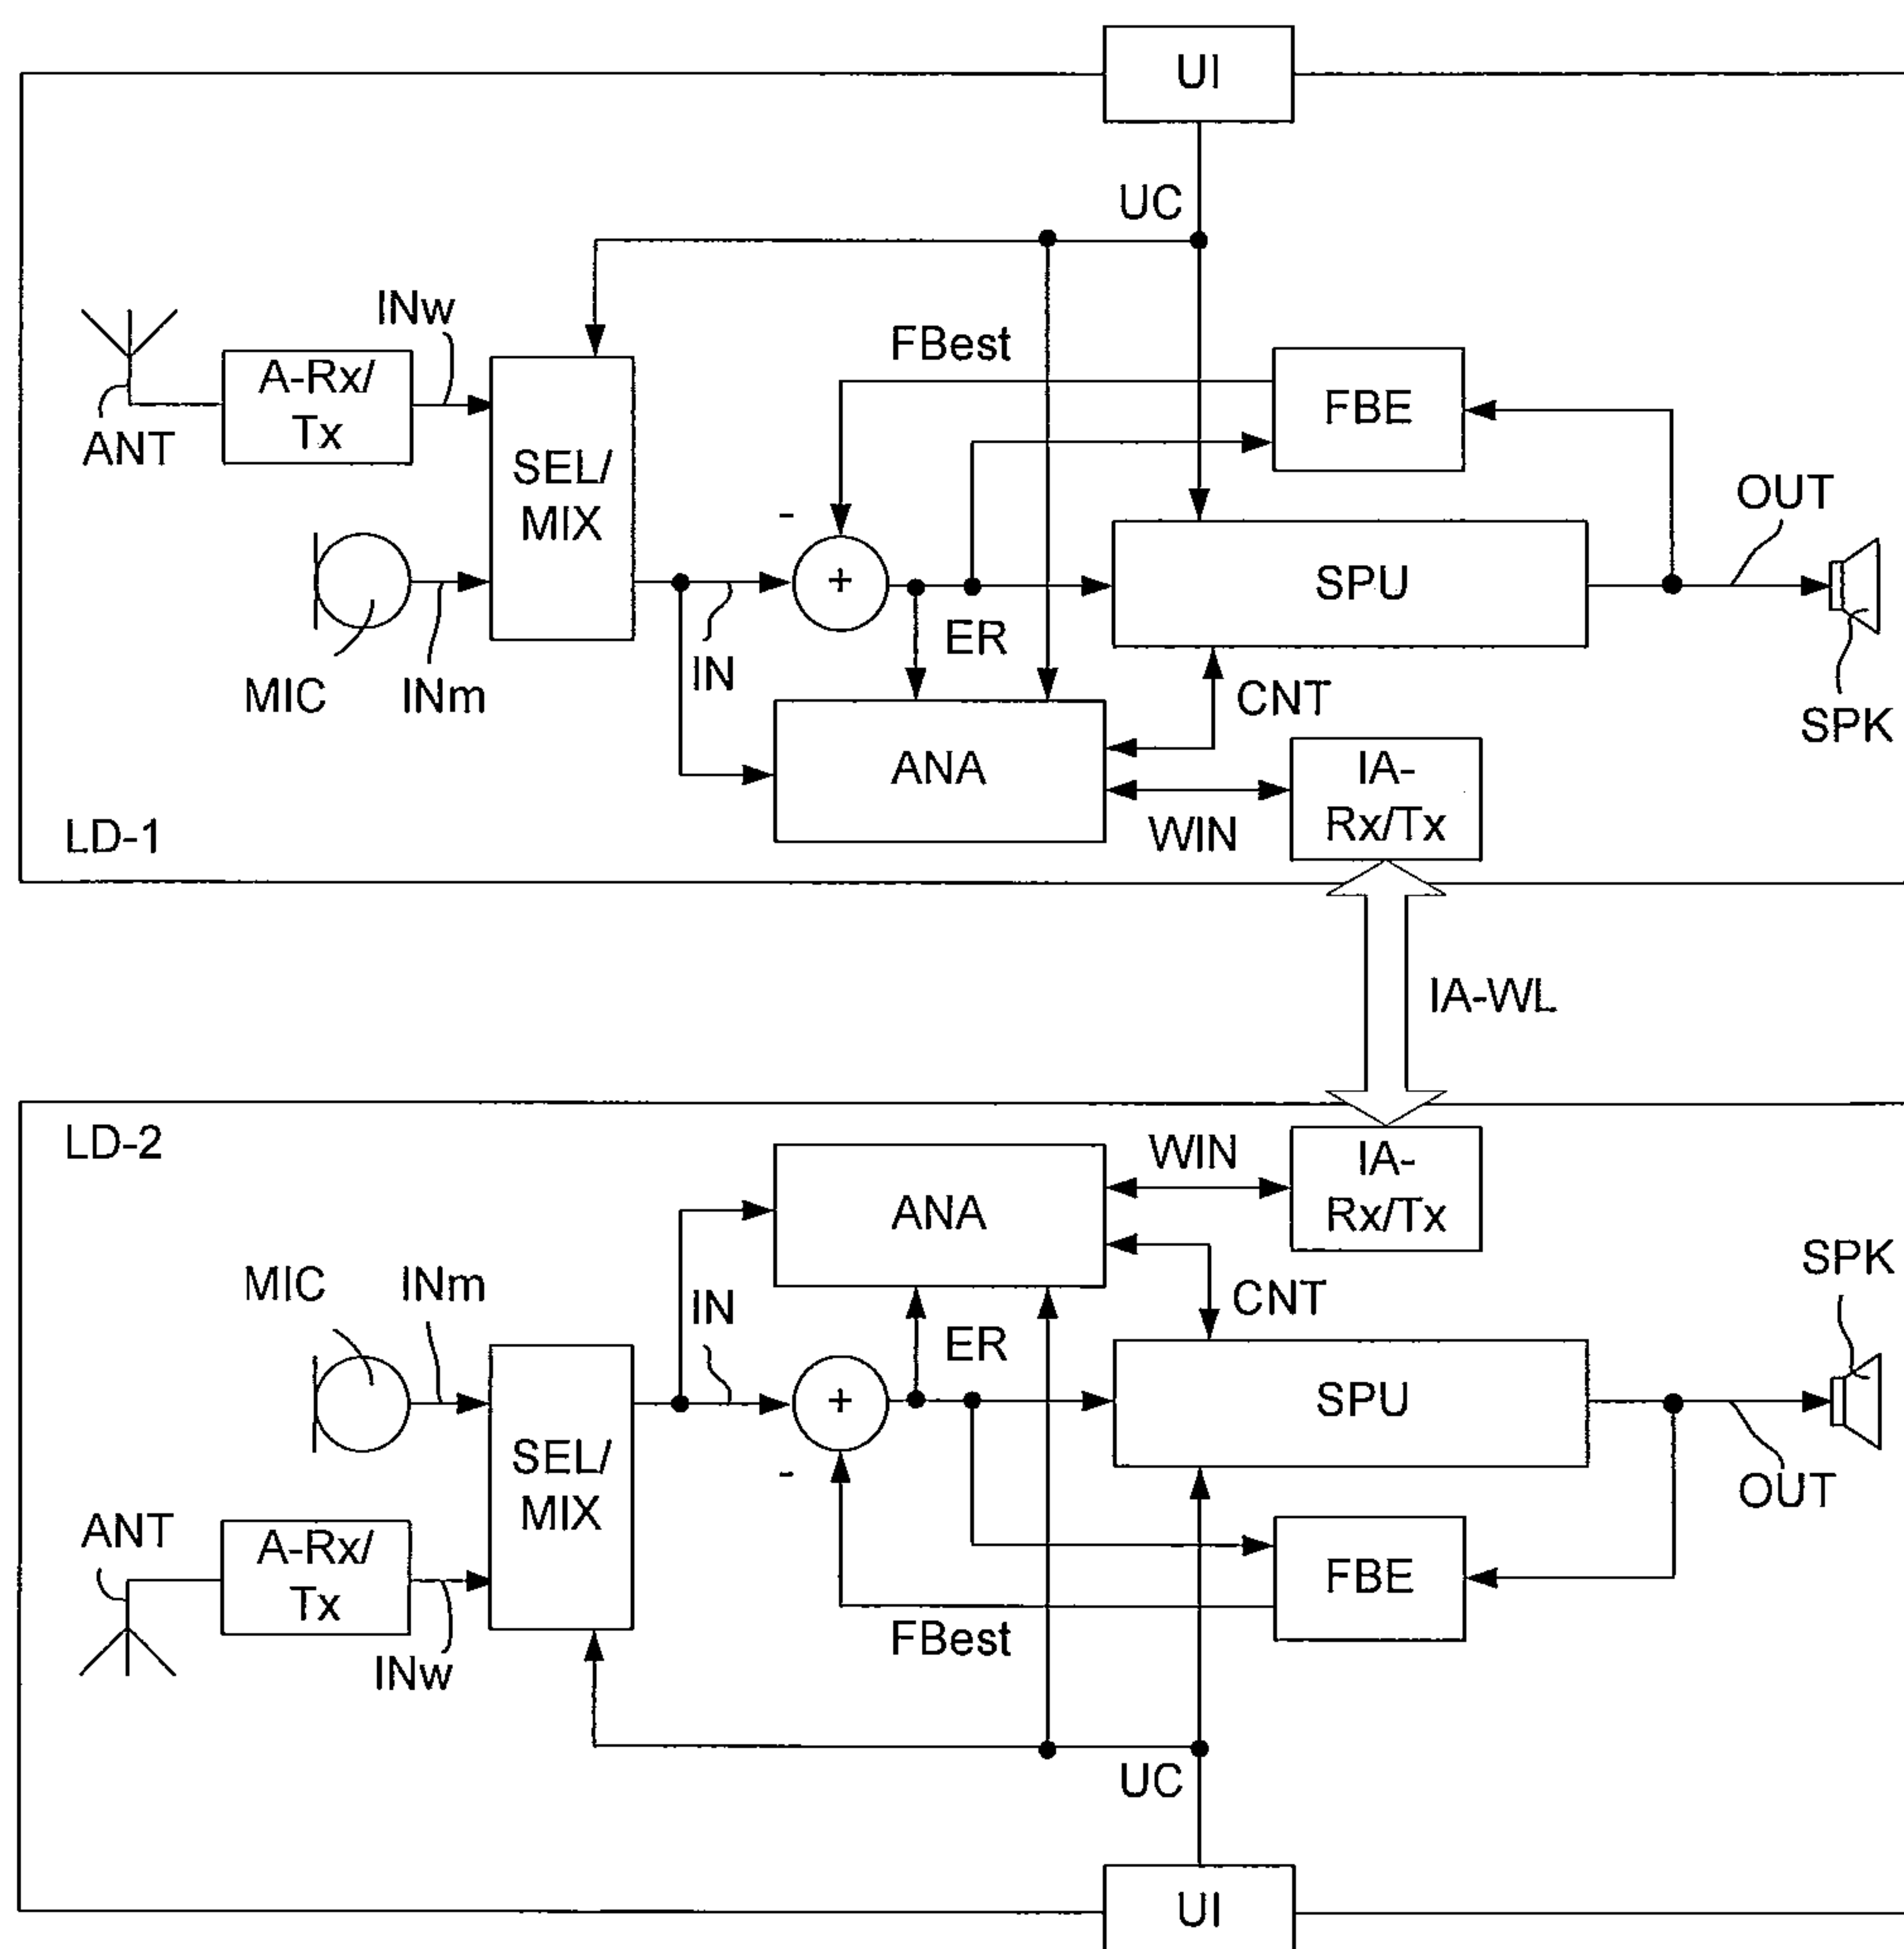 UI
UC
INw
FBest
A-Rx/
Tx
FBE
ANT
SEL/
MIX
-
OUT
+
SPU
ER
IN
MIC
INm
CNT
SPK
ANA
IA-
Rx/Tx
WIN
LD-1
IA-WL
LD-2
WIN
IA-
Rx/Tx
ANA
SPK
MIC
INm
IN
CNT
ER
+
SPU
SEL/
MIX
-
OUT
ANT
A-Rx/
Tx
FBE
FBest
INw
UC
UI